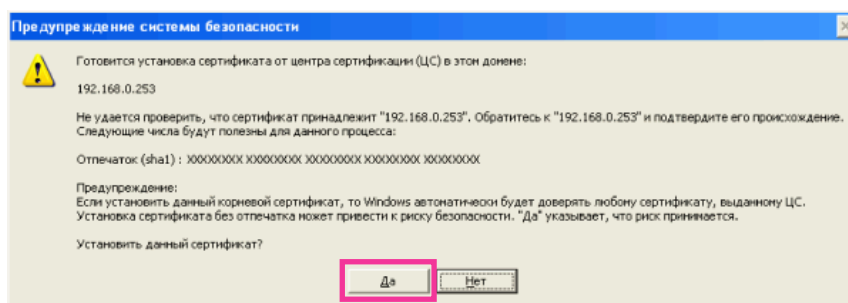 Предупреждение системы безопасности
Готовится установка сертификата от центра сертификации (ЦС) в этом домене:
192.168.0.253
Не удается проверить, что сертификат принадлежит "192.168.0.253". Обратитесь к "192.168.0.253" и подтвердите его происхождение.
Следующие числа будут полезны для данного процесса:
Отпечаток (sha1) : XXXXXXXX XXXXXXXX XXXXXXXX XXXXXXXX XXXXXXXX
Предупреждение:
Если установить данный корневой сертификат, то Windows автоматически будет доверять любому сертификату, выданному ЦС.
Установка сертификата без отпечатка может привести к риску безопасности. "Да" указывает, что риск принимается.
Установить данный сертификат?
Да
Нет